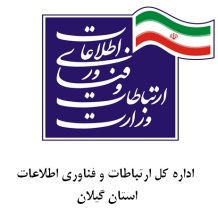 وزارت
ارتباطات
و فناوری
اطلاعات
اداره کل ارتباطات و فناوری اطلاعات
استان گیلان